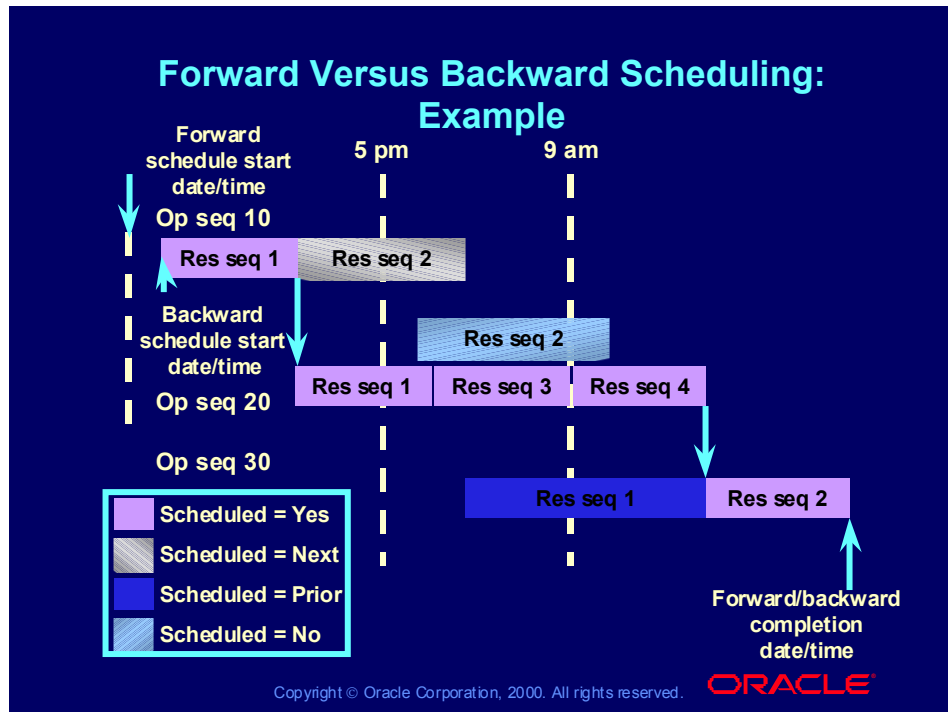 Forward Versus Backward Scheduling:
Example
Forward
schedule start
date/time
5 pm
9 am
Op seq 10
Res seq 1
Res seq 2
Backward
schedule start
date/time
Res seq 2
Res seq 1
Res seq 3
Res seq 4
Op seq 20
Op seq 30
Res seq 1
Res seq 2
Scheduled = Yes
Scheduled = Next
Scheduled = Prior
Scheduled = No
Forward/backward
completion
date/time
Copyright © Oracle Corporation, 2000. All rights reserved.
ORACLE®